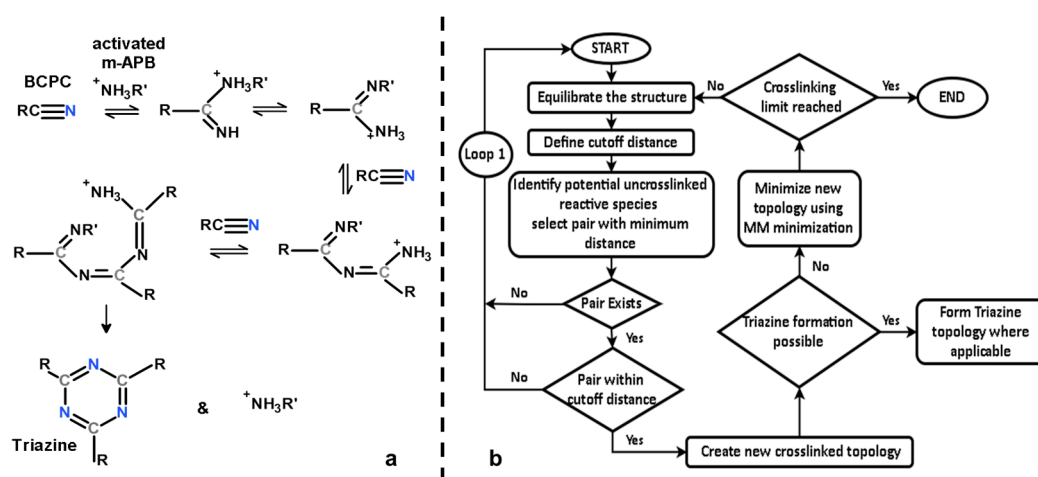 activated
m-APB
BCPC
+NH3R'
RC≡N
+NH3R'
R
C
NH
NR'
R
C
+NH3
RC≡N
+NH3
R
NR'
C
R
C
N
N
C
R
RC≡N
NR'
+NH3
R
C
N
C
R
R
N
R
C
C
N
N
C
R
Triazine
&
+NH3R'
a
START
Equilibrate the structure
Define cutoff distance
Loop 1
Identify potential uncrosslinked
reactive species
select pair with minimum
distance
No
Pair Exists
Yes
No
Pair within
cutoff distance
Yes
Create new crosslinked topology
Triazine formation
possible
Yes
Form Triazine
topology where
applicable
No
Minimize new
topology using
MM minimization
Crosslinking
limit reached
No
Yes
END
b